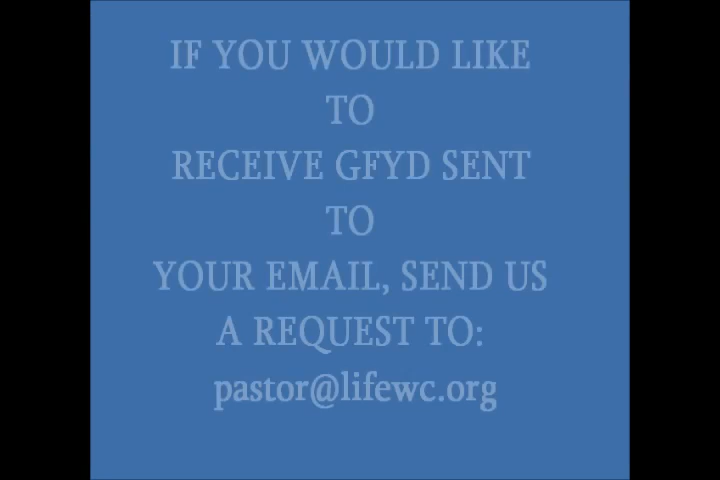 IF YOU WOULD LIKE
TO
RECEIVE GFYD SENT
TO
YOUR EMAIL, SEND US
A REQUEST TO:
pastor@lifewc.org